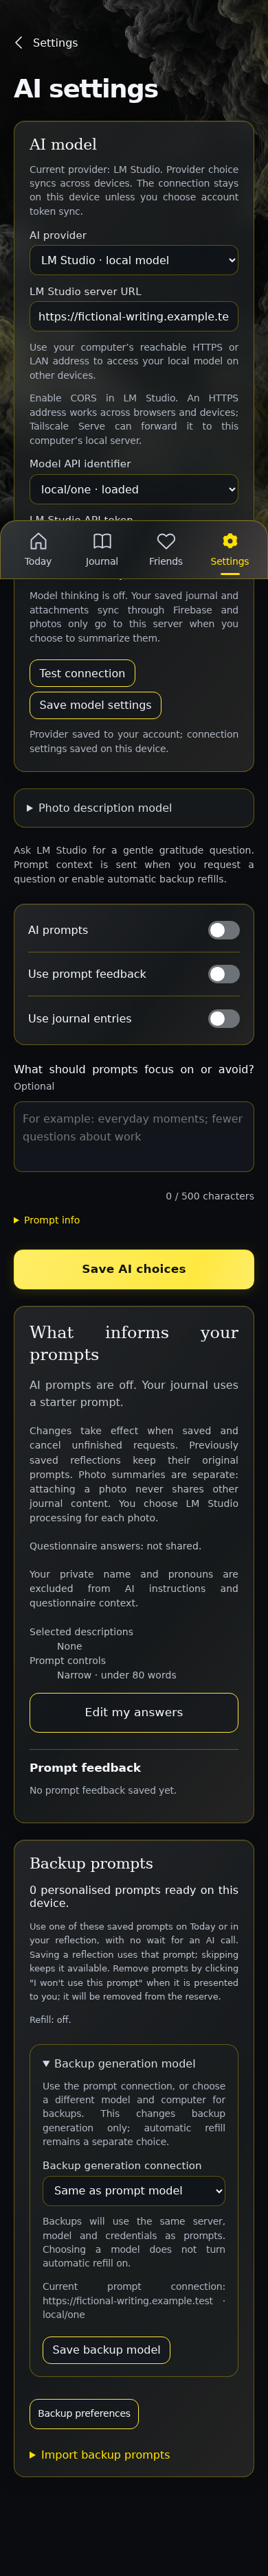 Settings
AI settings
AI model
Current provider: LM Studio. Provider choice
syncs across devices. The connection stays
on this device unless you choose account
token sync.
AI provider
LM Studio · local model
LM Studio server URL
https://fictional-writing.example.te
Use your computer's reachable HTTPS or
LAN address to access your local model on
other devices.
Enable CORS in LM Studio. An HTTPS
address works across browsers and devices;
Tailscale Serve can forward it to this
computer's local server.
Model API identifier
local/one · loaded
LM Studio API token
Today
Journal
Friends
Settings
Model thinking is off. Your saved journal and
attachments sync through Firebase and
photos only go to this server when you
choose to summarize them.
Test connection
Save model settings
Provider saved to your account; connection
settings saved on this device.
Photo description model
Ask LM Studio for a gentle gratitude question.
Prompt context is sent when you request a
question or enable automatic backup refills.
AI prompts
Use prompt feedback
Use journal entries
What should prompts focus on or avoid?
Optional
For example: everyday moments; fewer
questions about work
0 / 500 characters
Prompt info
Save AI choices
What informs your
prompts
AI prompts are off. Your journal uses
a starter prompt.
Changes take effect when saved and
cancel unfinished requests. Previously
saved reflections keep their original
prompts. Photo summaries are separate:
attaching a photo never shares other
journal content. You choose LM Studio
processing for each photo.
Questionnaire answers: not shared.
Your private name and pronouns are
excluded from AI instructions and
questionnaire context.
Selected descriptions
None
Prompt controls
Narrow · under 80 words
Edit my answers
Prompt feedback
No prompt feedback saved yet.
Backup prompts
0 personalised prompts ready on this
device.
Use one of these saved prompts on Today or in
your reflection, with no wait for an AI call.
Saving a reflection uses that prompt; skipping
keeps it available. Remove prompts by clicking
"I won't use this prompt" when it is presented
to you; it will be removed from the reserve.
Refill: off.
Backup generation model
Use the prompt connection, or choose
a different model and computer for
backups. This changes backup
generation only; automatic refill
remains a separate choice.
Backup generation connection
Same as prompt model
Backups will use the same server,
model and credentials as prompts.
Choosing a model does not turn
automatic refill on.
Current prompt connection:
https://fictional-writing.example.test ·
local/one
Save backup model
Backup preferences
Import backup prompts